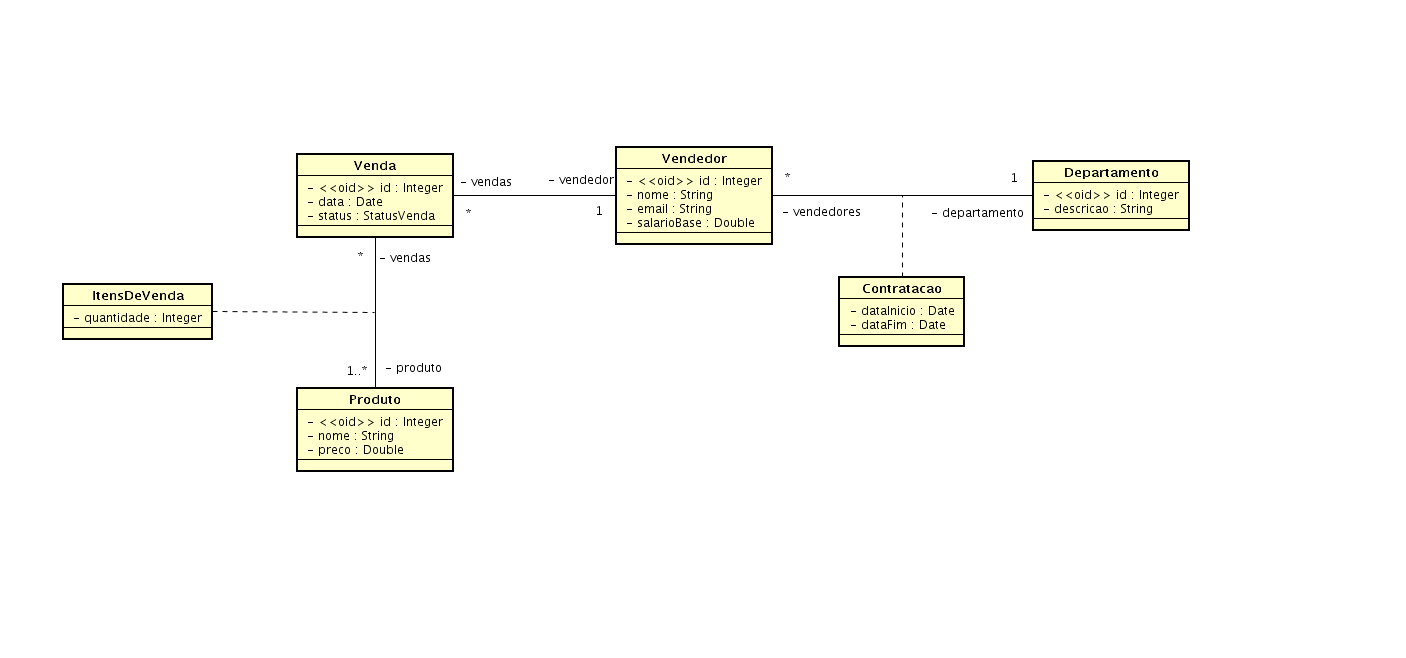 Venda
- <<oid>> id : Integer
- data : Date
- status : StatusVenda
- vendas
*
- vendedor
1
Vendedor
- <<oid>> id : Integer
- nome : String
- email : String
- salarioBase : Double
*
- vendedores
1
- departamento
Departamento
- <<oid>> id : Integer
- descricao : String
Contratacao
- dataInicio : Date
- dataFim : Date
*
- vendas
ItensDeVenda
- quantidade : Integer
1..*
- produto
Produto
- <<oid>> id : Integer
- nome : String
- preco : Double